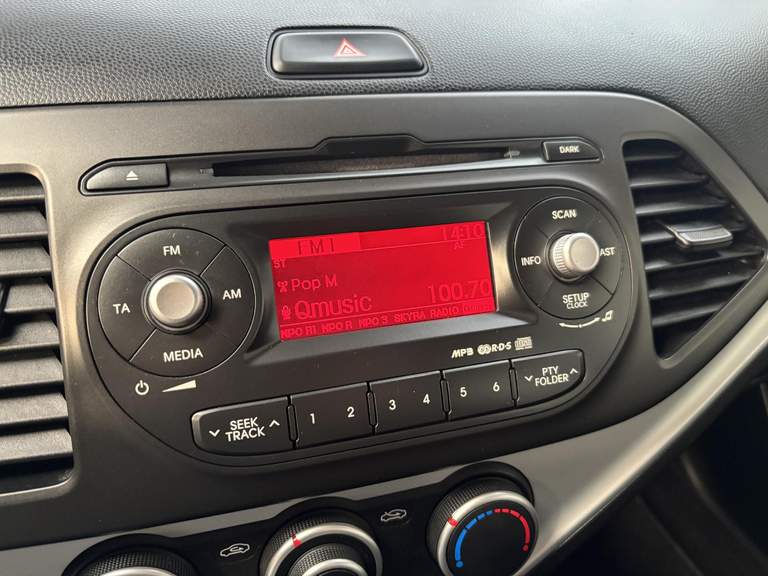 DARK
FM
TA
AM
MEDIA
FM1
14:10
ST
AF
Pop M
Qmusic 100.70
NPO R1 NPO R NPO 3 SKYRA RADIO
SCAN
INFO
AST
SETUP
CLOCK
MP3 R·D·S
SEEK
TRACK
1 2
3 4
5 6
PTY
FOLDER